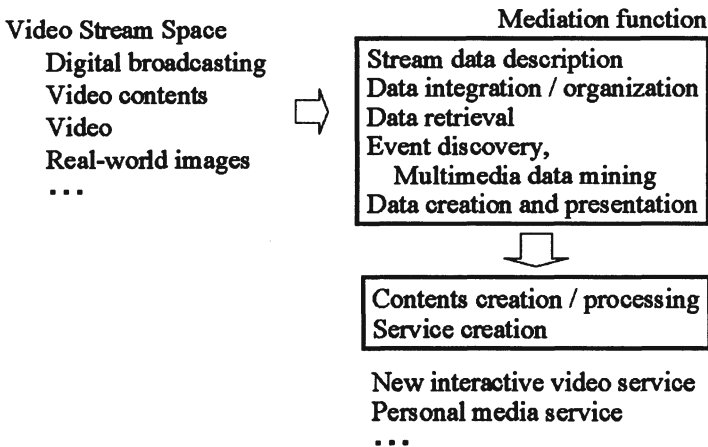 Video Stream Space
Digital broadcasting
Video contents
Video
Real-world images
...
Mediation function
Stream data description
Data integration / organization
Data retrieval
Event discovery,
Multimedia data mining
Data creation and presentation
Contents creation / processing
Service creation
New interactive video service
Personal media service
...